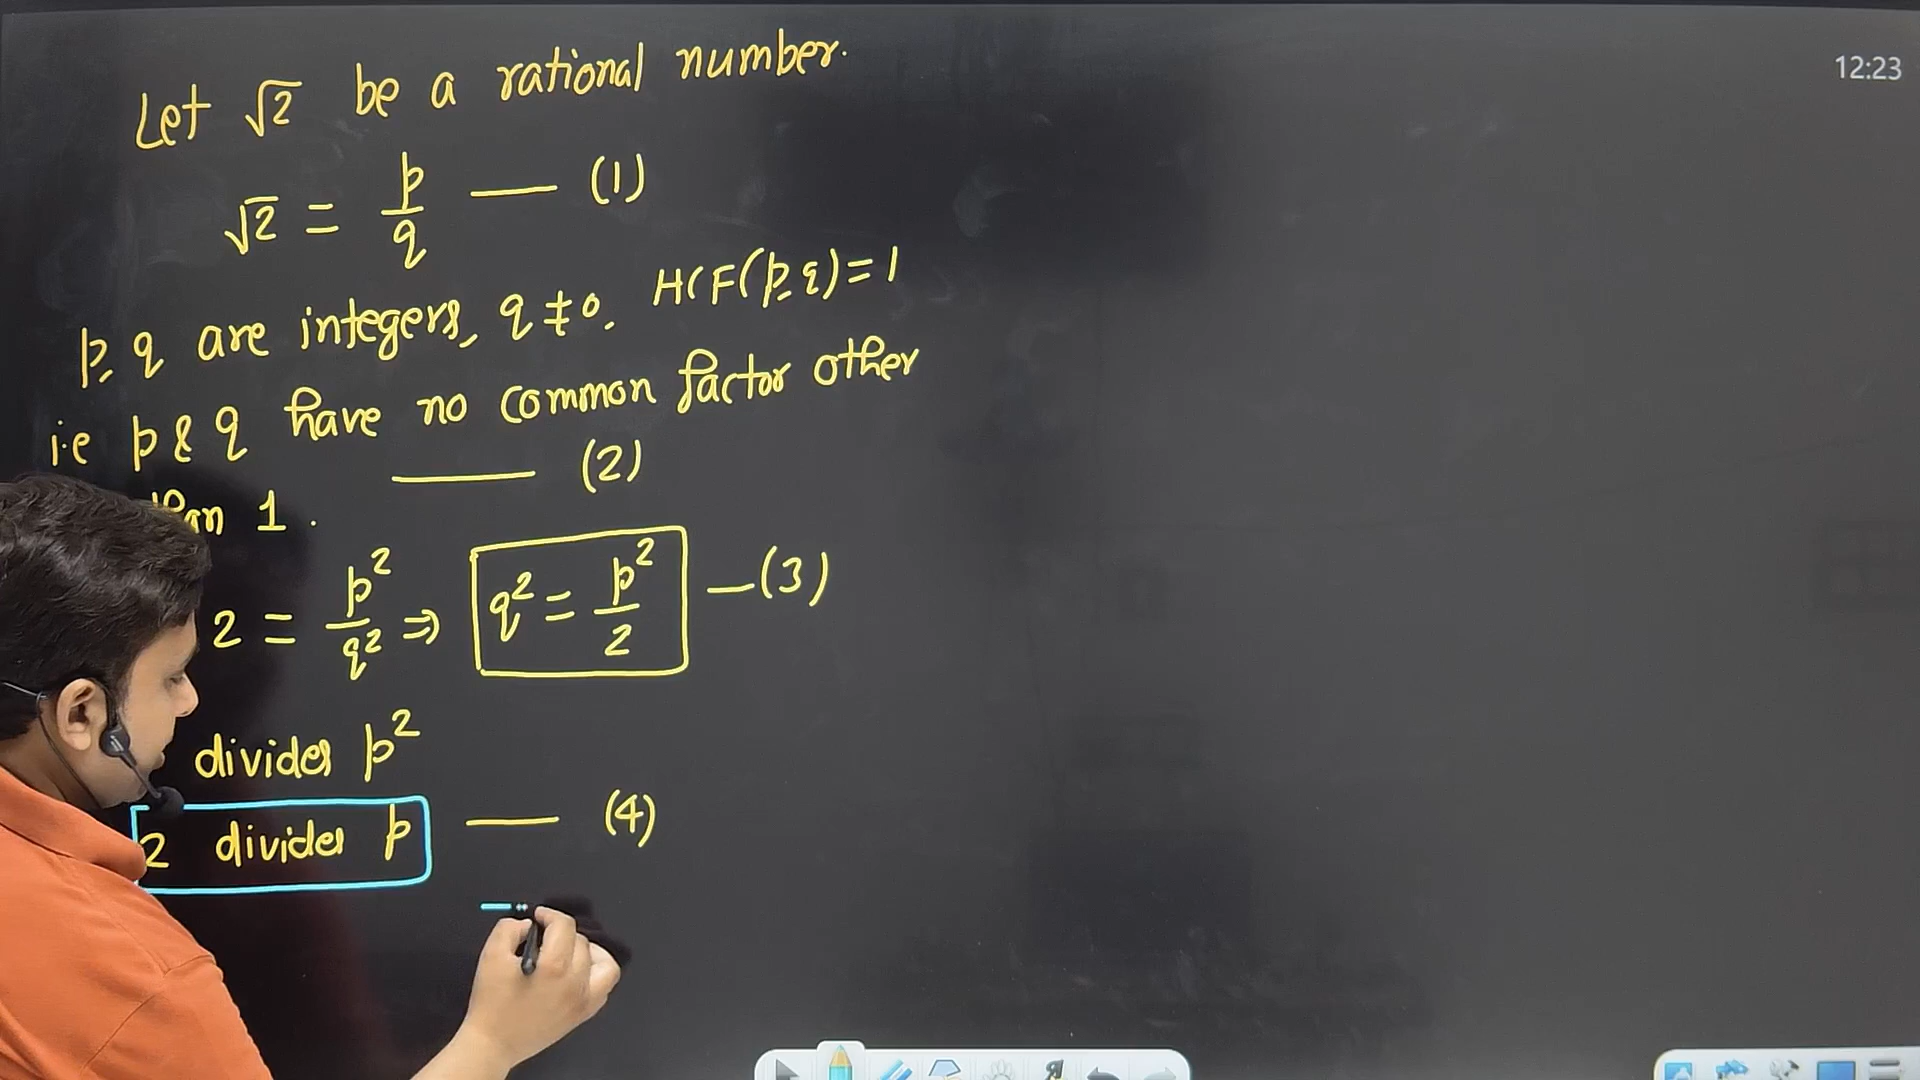 12:23
Let √2 be a rational number.
√2 = p/q —— (1)
p, q are integers, q ≠ 0. HCF(p, q) = 1
i.e p & q have no common factor other
than 1. —— (2)
2 = p²/q² ⇒ q² = p²/2 — (3)
divides p²
2 divides p —— (4)